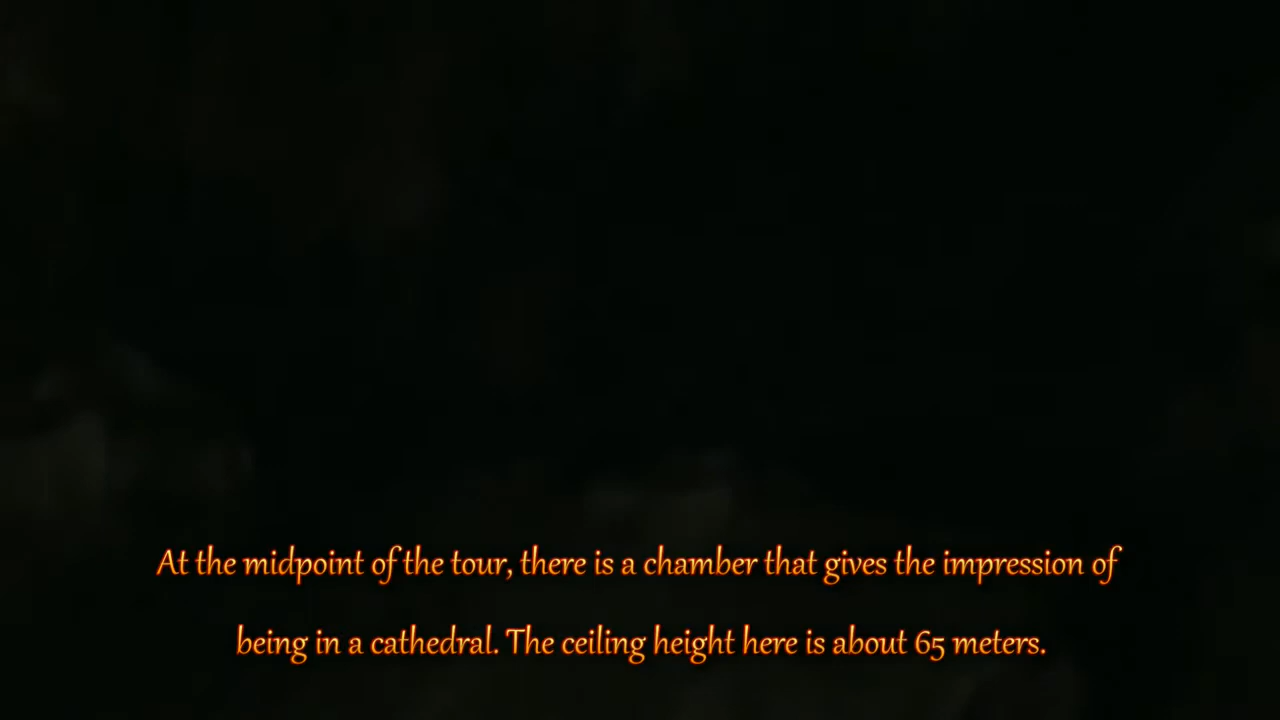 At the midpoint of the tour, there is a chamber that gives the impression of
being in a cathedral. The ceiling height here is about 65 meters.